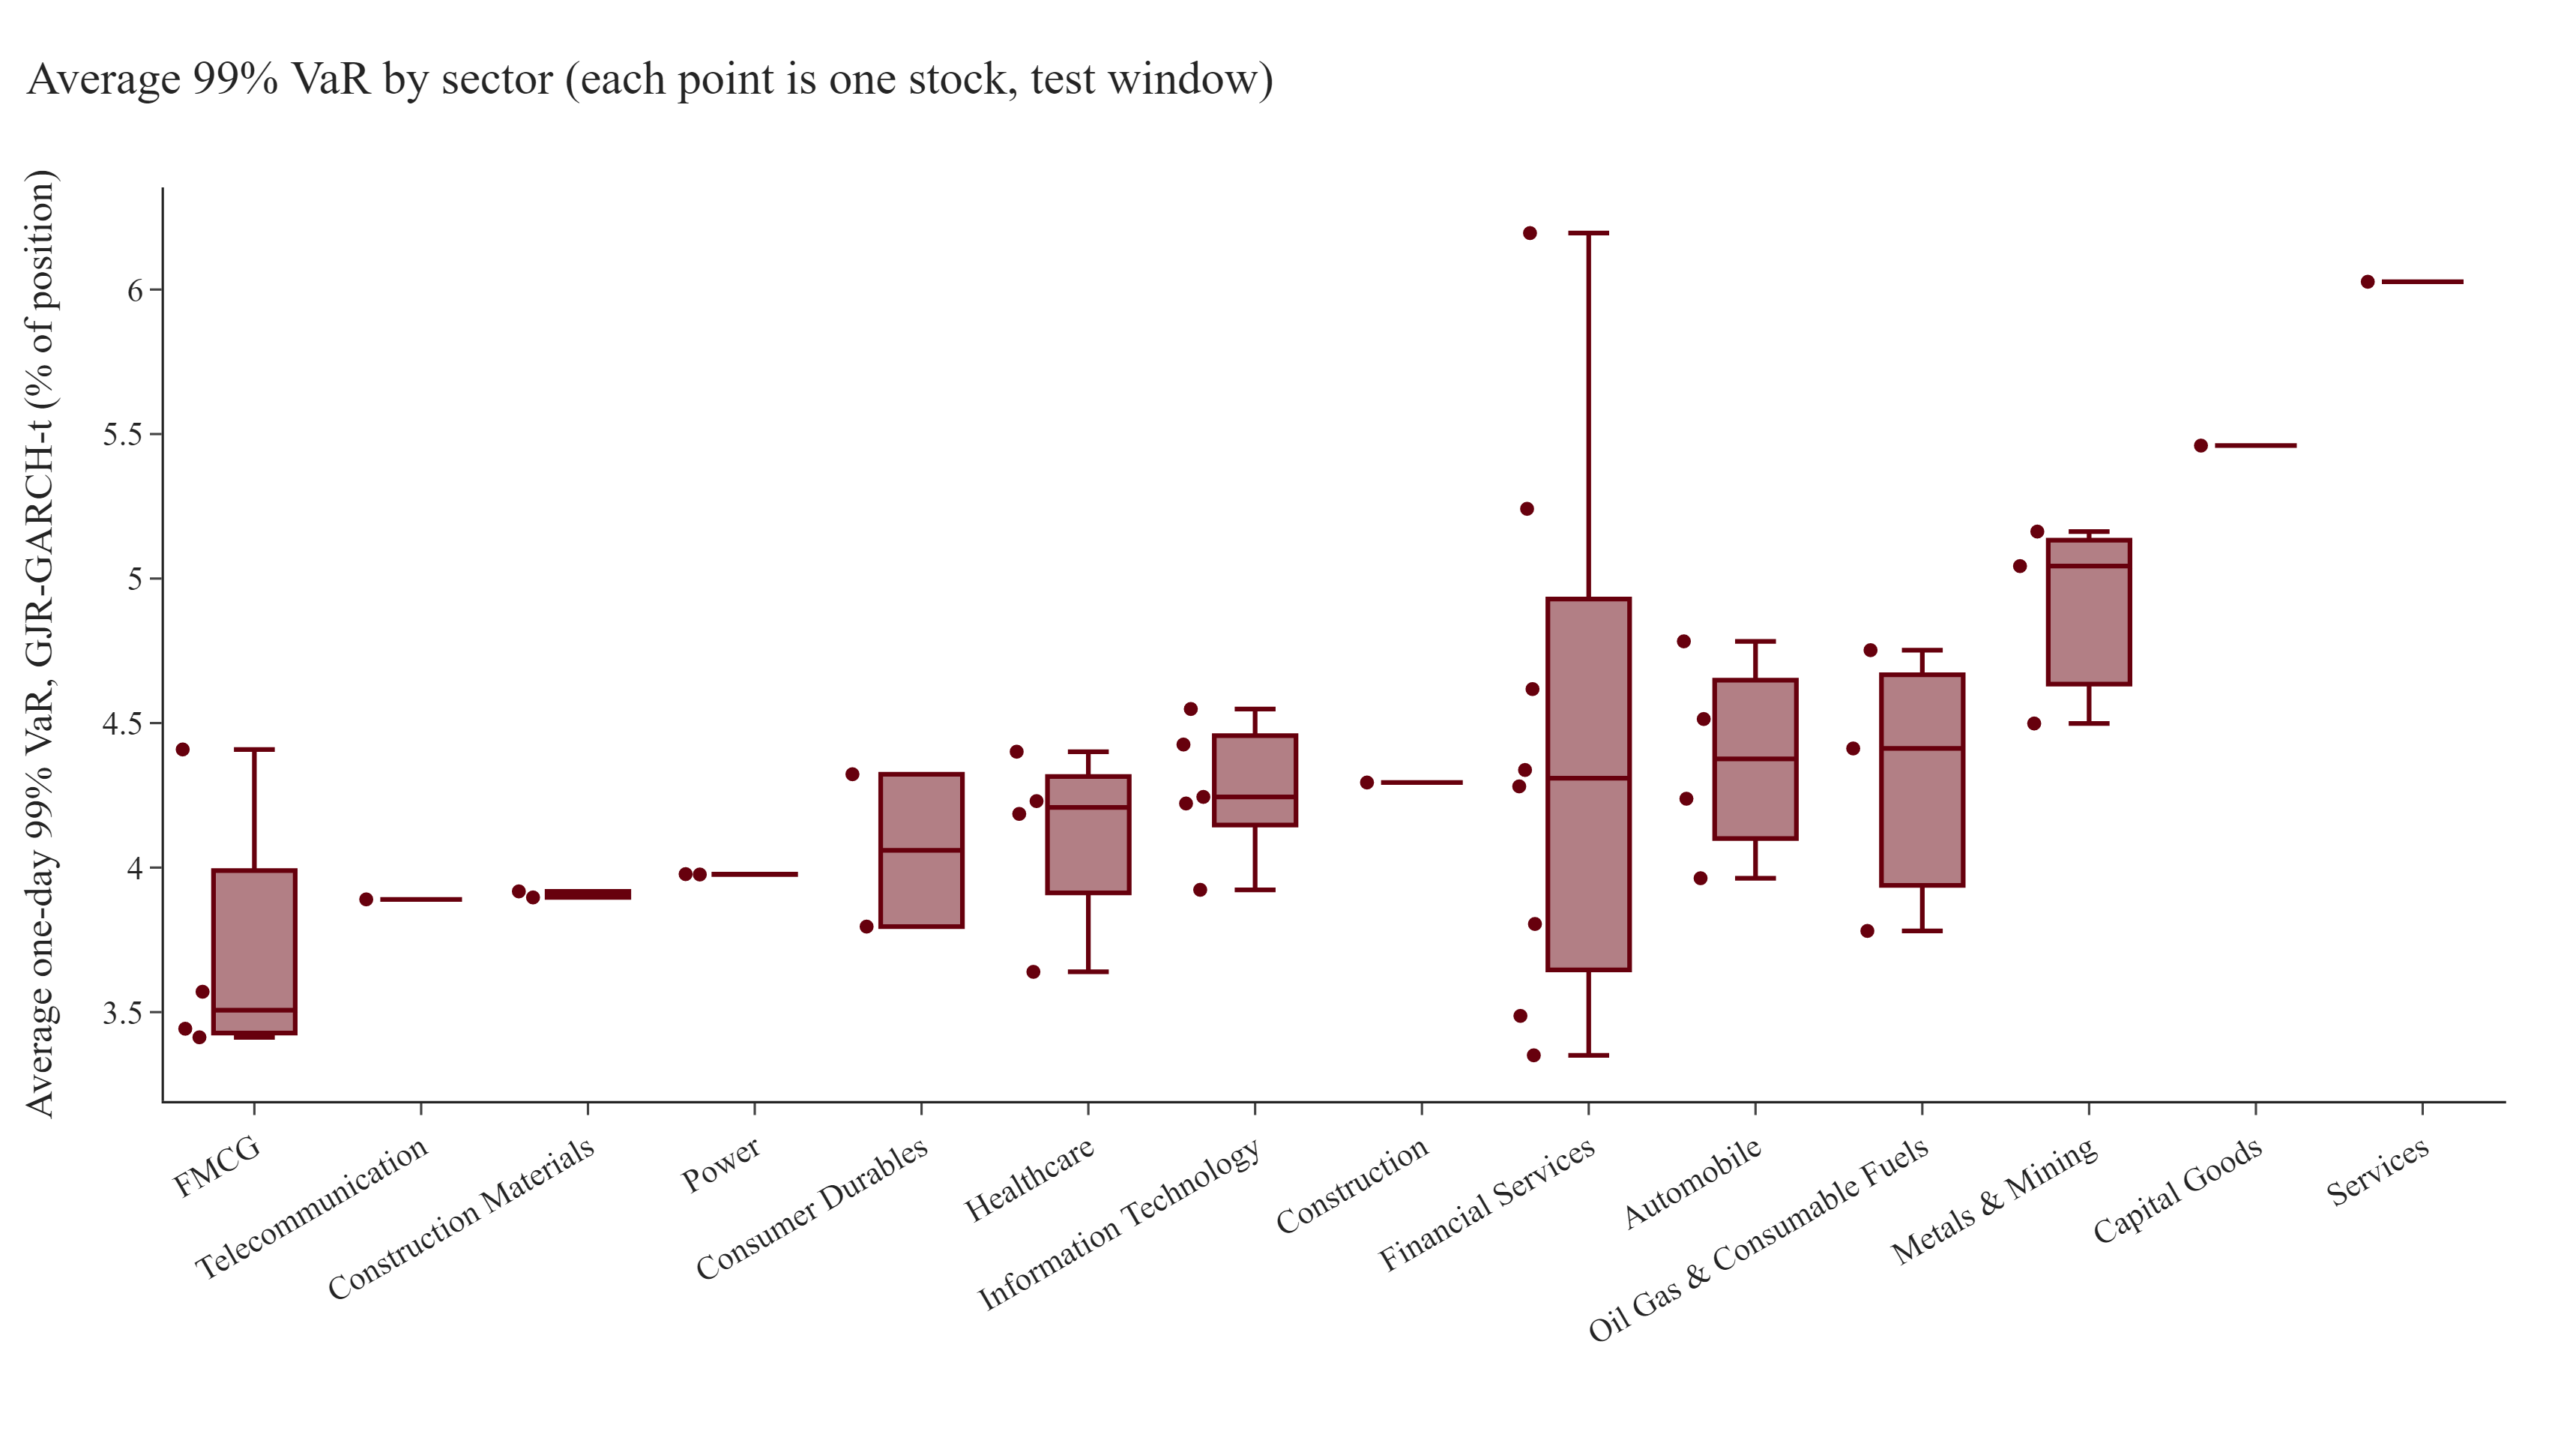 Average 99% VaR by sector (each point is one stock, test window)
Average one-day 99% VaR, GJR-GARCH-t (% of position)
6
5.5
5
4.5
4
3.5
FMCG
Telecommunication
Construction Materials
Power
Consumer Durables
Healthcare
Information Technology
Construction
Financial Services
Automobile
Oil Gas & Consumable Fuels
Metals & Mining
Capital Goods
Services